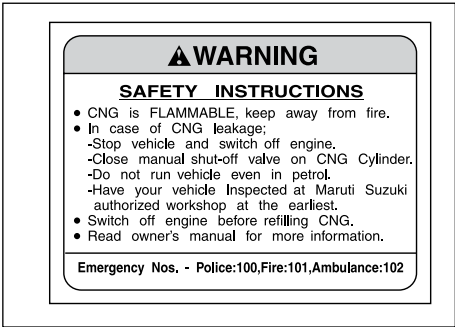 WARNING
SAFETY INSTRUCTIONS
• CNG is FLAMMABLE, keep away from fire.
• In case of CNG leakage;
-Stop vehicle and switch off engine.
-Close manual shut-off valve on CNG Cylinder.
-Do not run vehicle even in petrol.
-Have your vehicle Inspected at Maruti Suzuki
authorized workshop at the earliest.
• Switch off engine before refilling CNG.
• Read owner's manual for more information.
Emergency Nos. - Police:100,Fire:101,Ambulance:102